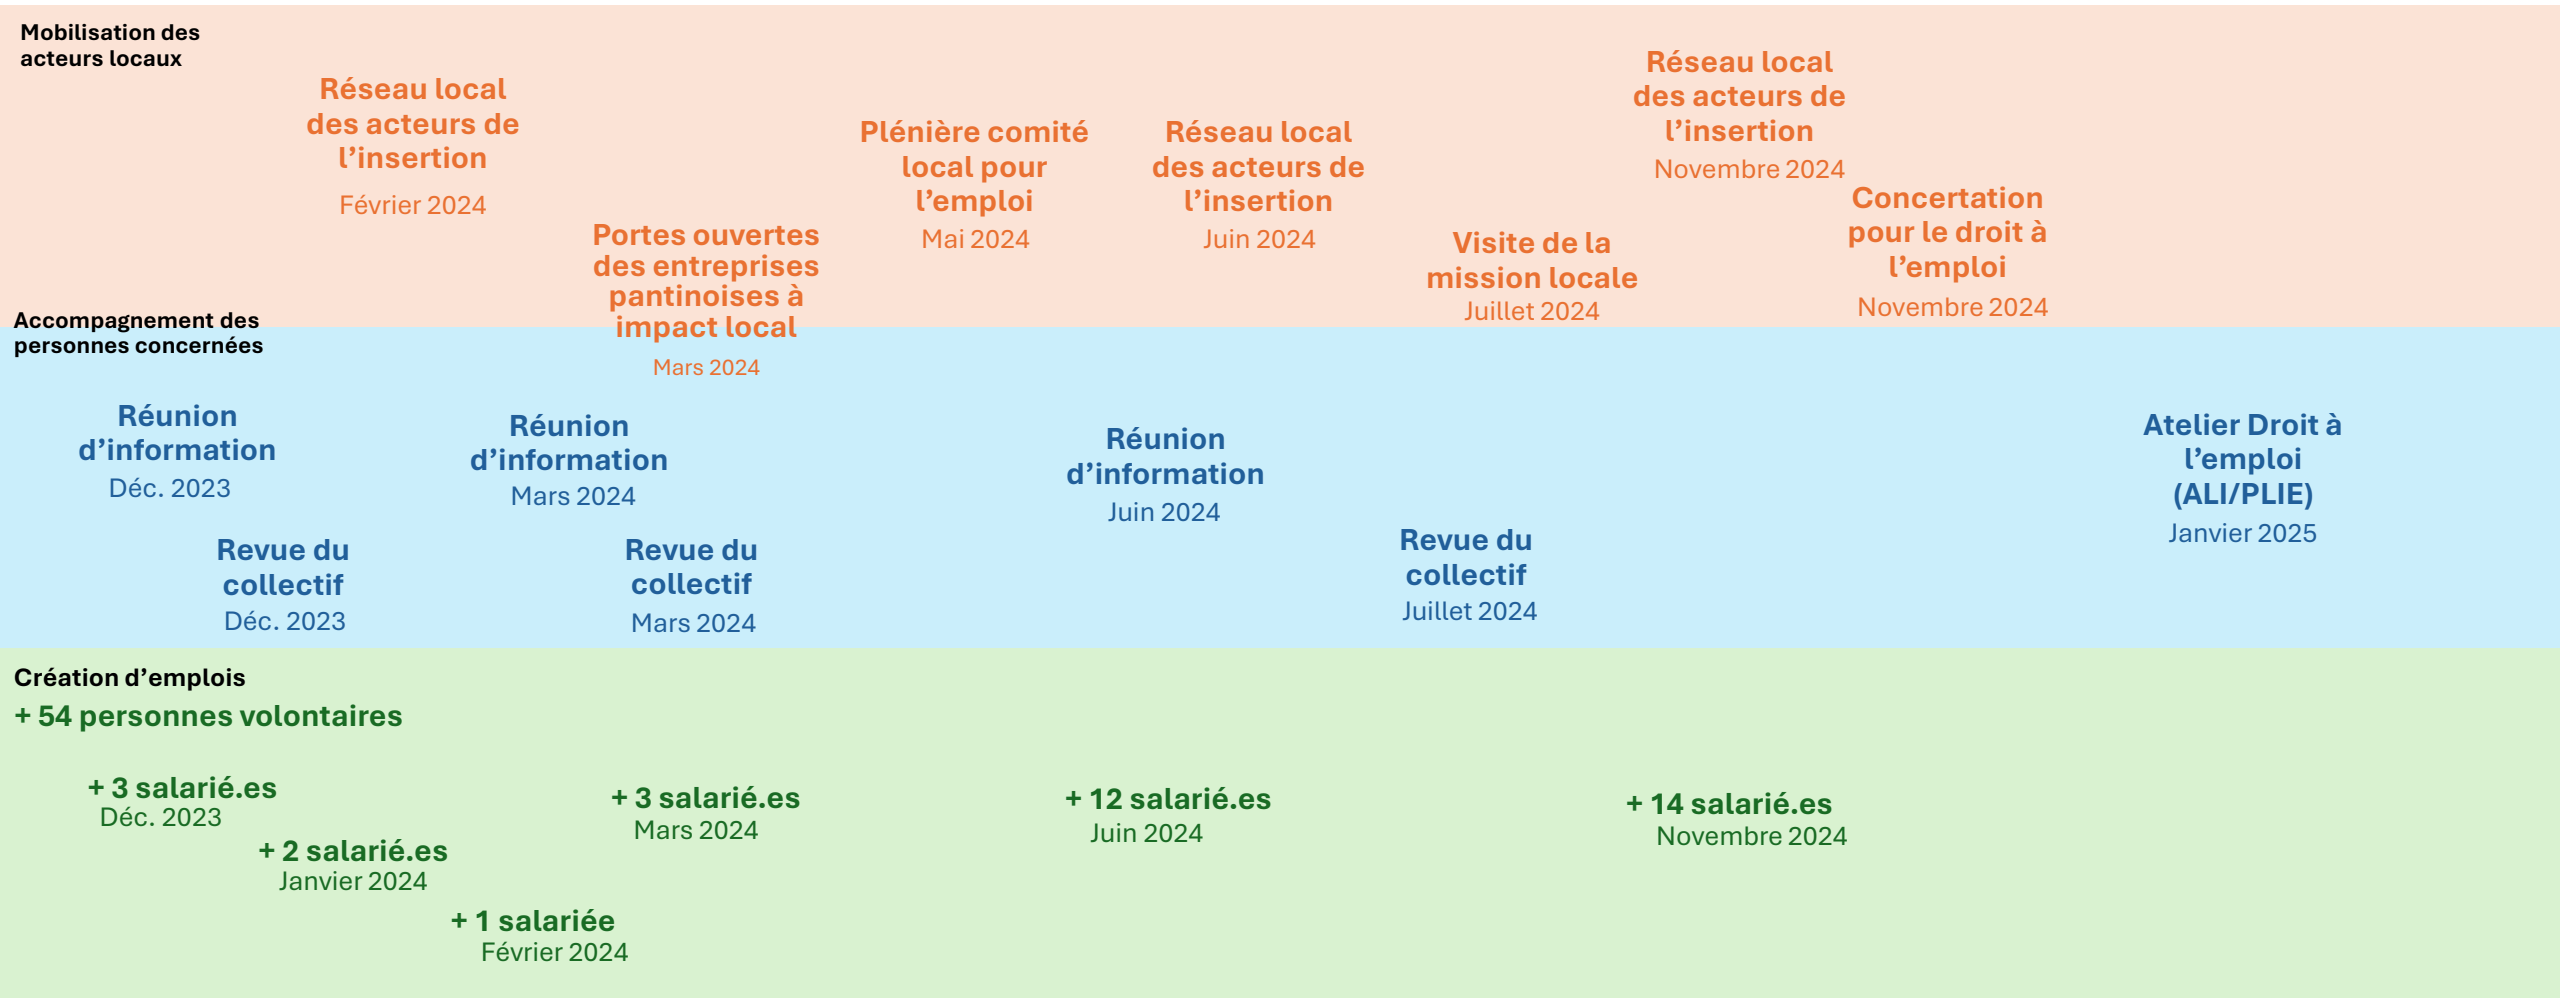 Mobilisation des
acteurs locaux
Réseau local
des acteurs de
l’insertion
Février 2024
Portes ouvertes
des entreprises
pantinoises à
impact local
Mars 2024
Plénière comité
local pour
l’emploi
Mai 2024
Réseau local
des acteurs de
l’insertion
Juin 2024
Visite de la
mission locale
Juillet 2024
Réseau local
des acteurs de
l’insertion
Novembre 2024
Concertation
pour le droit à
l’emploi
Novembre 2024
Accompagnement des
personnes concernées
Réunion
d’information
Déc. 2023
Revue du
collectif
Déc. 2023
Réunion
d’information
Mars 2024
Revue du
collectif
Mars 2024
Réunion
d’information
Juin 2024
Revue du
collectif
Juillet 2024
Atelier Droit à
l’emploi
(ALI/PLIE)
Janvier 2025
Création d’emplois
+ 54 personnes volontaires
+ 3 salarié.es
Déc. 2023
+ 2 salarié.es
Janvier 2024
+ 1 salariée
Février 2024
+ 3 salarié.es
Mars 2024
+ 12 salarié.es
Juin 2024
+ 14 salarié.es
Novembre 2024